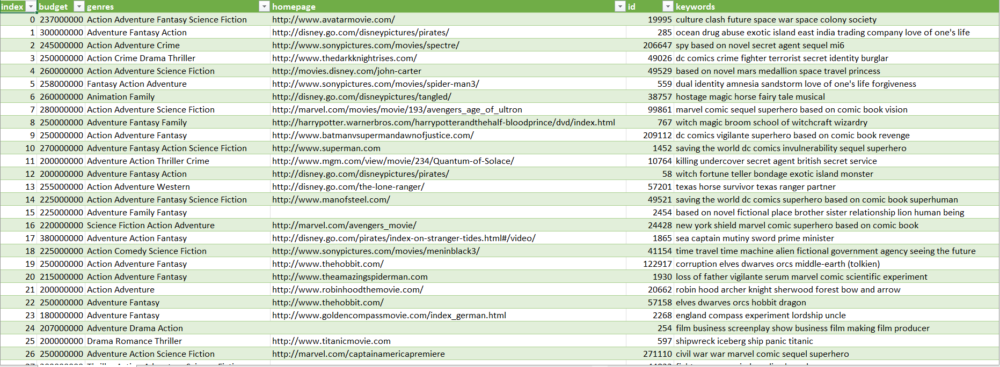 index budget genres homepage id keywords
0 237000000 Action Adventure Fantasy Science Fiction http://www.avatarmovie.com/ 19995 culture clash future space war space colony society
1 300000000 Adventure Fantasy Action http://disney.go.com/disneypictures/pirates/ 285 ocean drug abuse exotic island east india trading company love of one's life
2 245000000 Action Adventure Crime http://www.sonypictures.com/movies/spectre/ 206647 spy based on novel secret agent sequel mi6
3 250000000 Action Crime Drama Thriller http://www.thedarkknightrises.com/ 49026 dc comics crime fighter terrorist secret identity burglar
4 260000000 Action Adventure Science Fiction http://movies.disney.com/john-carter 49529 based on novel mars medallion space travel princess
5 258000000 Fantasy Action Adventure http://www.sonypictures.com/movies/spider-man3/ 559 dual identity amnesia sandstorm love of one's life forgiveness
6 260000000 Animation Family http://disney.go.com/disneypictures/tangled/ 38757 hostage magic horse fairy tale musical
7 280000000 Action Adventure Science Fiction http://marvel.com/movies/movie/193/avengers_age_of_ultron 99861 marvel comic sequel superhero based on comic book vision
8 250000000 Adventure Fantasy Family http://harrypotter.warnerbros.com/harrypotterandthehalf-bloodprince/dvd/index.html 767 witch magic broom school of witchcraft wizardry
9 250000000 Action Adventure Fantasy http://www.batmanvsupermandawnofjustice.com/ 209112 dc comics vigilante superhero based on comic book revenge
10 270000000 Adventure Fantasy Action Science Fiction http://www.superman.com 1452 saving the world dc comics invulnerability sequel superhero
11 200000000 Adventure Action Thriller Crime http://www.mgm.com/view/movie/234/Quantum-of-Solace/ 10764 killing undercover secret agent british secret service
12 200000000 Adventure Fantasy Action http://disney.go.com/disneypictures/pirates/ 58 witch fortune teller bondage exotic island monster
13 255000000 Action Adventure Western http://disney.go.com/the-lone-ranger/ 57201 texas horse survivor texas ranger partner
14 225000000 Action Adventure Fantasy Science Fiction http://www.manofsteel.com/ 49521 saving the world dc comics superhero based on comic book superhuman
15 225000000 Adventure Family Fantasy 2454 based on novel fictional place brother sister relationship lion human being
16 220000000 Science Fiction Action Adventure http://marvel.com/avengers_movie/ 24428 new york shield marvel comic superhero based on comic book
17 380000000 Adventure Action Fantasy http://disney.go.com/pirates/index-on-stranger-tides.html#/video/ 1865 sea captain mutiny sword prime minister
18 225000000 Action Comedy Science Fiction http://www.sonypictures.com/movies/meninblack3/ 41154 time travel time machine alien fictional government agency seeing the future
19 250000000 Action Adventure Fantasy http://www.thehobbit.com/ 122917 corruption elves dwarves orcs middle-earth (tolkien)
20 215000000 Action Adventure Fantasy http://www.theamazingspiderman.com 1930 loss of father vigilante serum marvel comic scientific experiment
21 200000000 Action Adventure http://www.robinhoodthemovie.com/ 20662 robin hood archer knight sherwood forest bow and arrow
22 250000000 Adventure Fantasy http://www.thehobbit.com/ 57158 elves dwarves orcs hobbit dragon
23 180000000 Adventure Fantasy http://www.goldencompassmovie.com/index_german.html 2268 england compass experiment lordship uncle
24 207000000 Adventure Drama Action 254 film business screenplay show business film making film producer
25 200000000 Drama Romance Thriller http://www.titanicmovie.com 597 shipwreck iceberg ship panic titanic
26 250000000 Adventure Action Science Fiction http://marvel.com/captainamericapremiere 271110 civil war war marvel comic sequel superhero